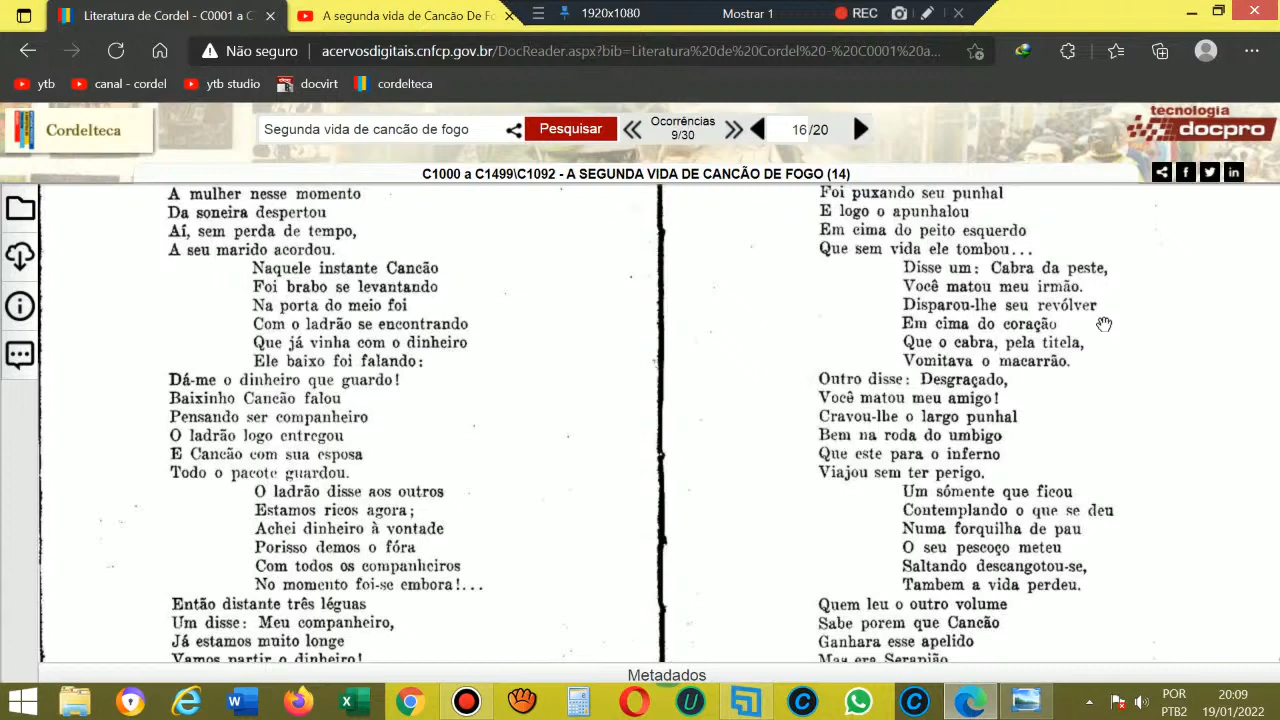 Literatura de Cordel - C0001 a C
A segunda vida de Cancão De Fo
1920x1080
Mostrar 1
REC
Não seguro
acervosdigitais.cnfcp.gov.br/DocReader.aspx?bib=Literatura%20de%20Cordel%20-%20C0001%20a...
ytb
canal - cordel
ytb studio
docvirt
cordelteca
Cordelteca
Segunda vida de cancão de fogo
Pesquisar
Ocorrências
9/30
16/20
tecnologia
docpro
C1000 a C1499\C1092 - A SEGUNDA VIDA DE CANCÃO DE FOGO (14)
A mulher nesse momento
Da soneira despertou
Aí, sem perda de tempo,
A seu marido acordou.
Naquele instante Cancão
Foi brabo se levantando
Na porta do meio foi
Com o ladrão se encontrando
Que já vinha com o dinheiro
Ele baixo foi falando:
Dá-me o dinheiro que guardo!
Baixinho Cancão falou
Pensando ser companheiro
O ladrão logo entregou
E Cancão com sua esposa
Todo o pacote guardou.
O ladrão disse aos outros
Estamos ricos agora;
Achei dinheiro à vontade
Porisso demos o fóra
Com todos os companheiros
No momento foi-se embora!...
Então distante três léguas
Um disse: Meu companheiro,
Já estamos muito longe
Vamos partir o dinheiro!
Foi puxando seu punhal
E logo o apunhalou
Em cima do peito esquerdo
Que sem vida ele tombou...
Disse um: Cabra da peste,
Você matou meu irmão.
Disparou-lhe seu revólver
Em cima do coração
Que o cabra, pela titela,
Vomitava o macarrão.
Outro disse: Desgraçado,
Você matou meu amigo!
Cravou-lhe o largo punhal
Bem na roda do umbigo
Que este para o inferno
Viajou sem ter perigo.
Um sómente que ficou
Contemplando o que se deu
Numa forquilha de pau
O seu pescoço meteu
Saltando descangotou-se,
Tambem a vida perdeu.
Quem leu o outro volume
Sabe porem que Cancão
Ganhara esse apelido
Mas era Serapião
Metadados
POR
PTB2
20:09
19/01/2022